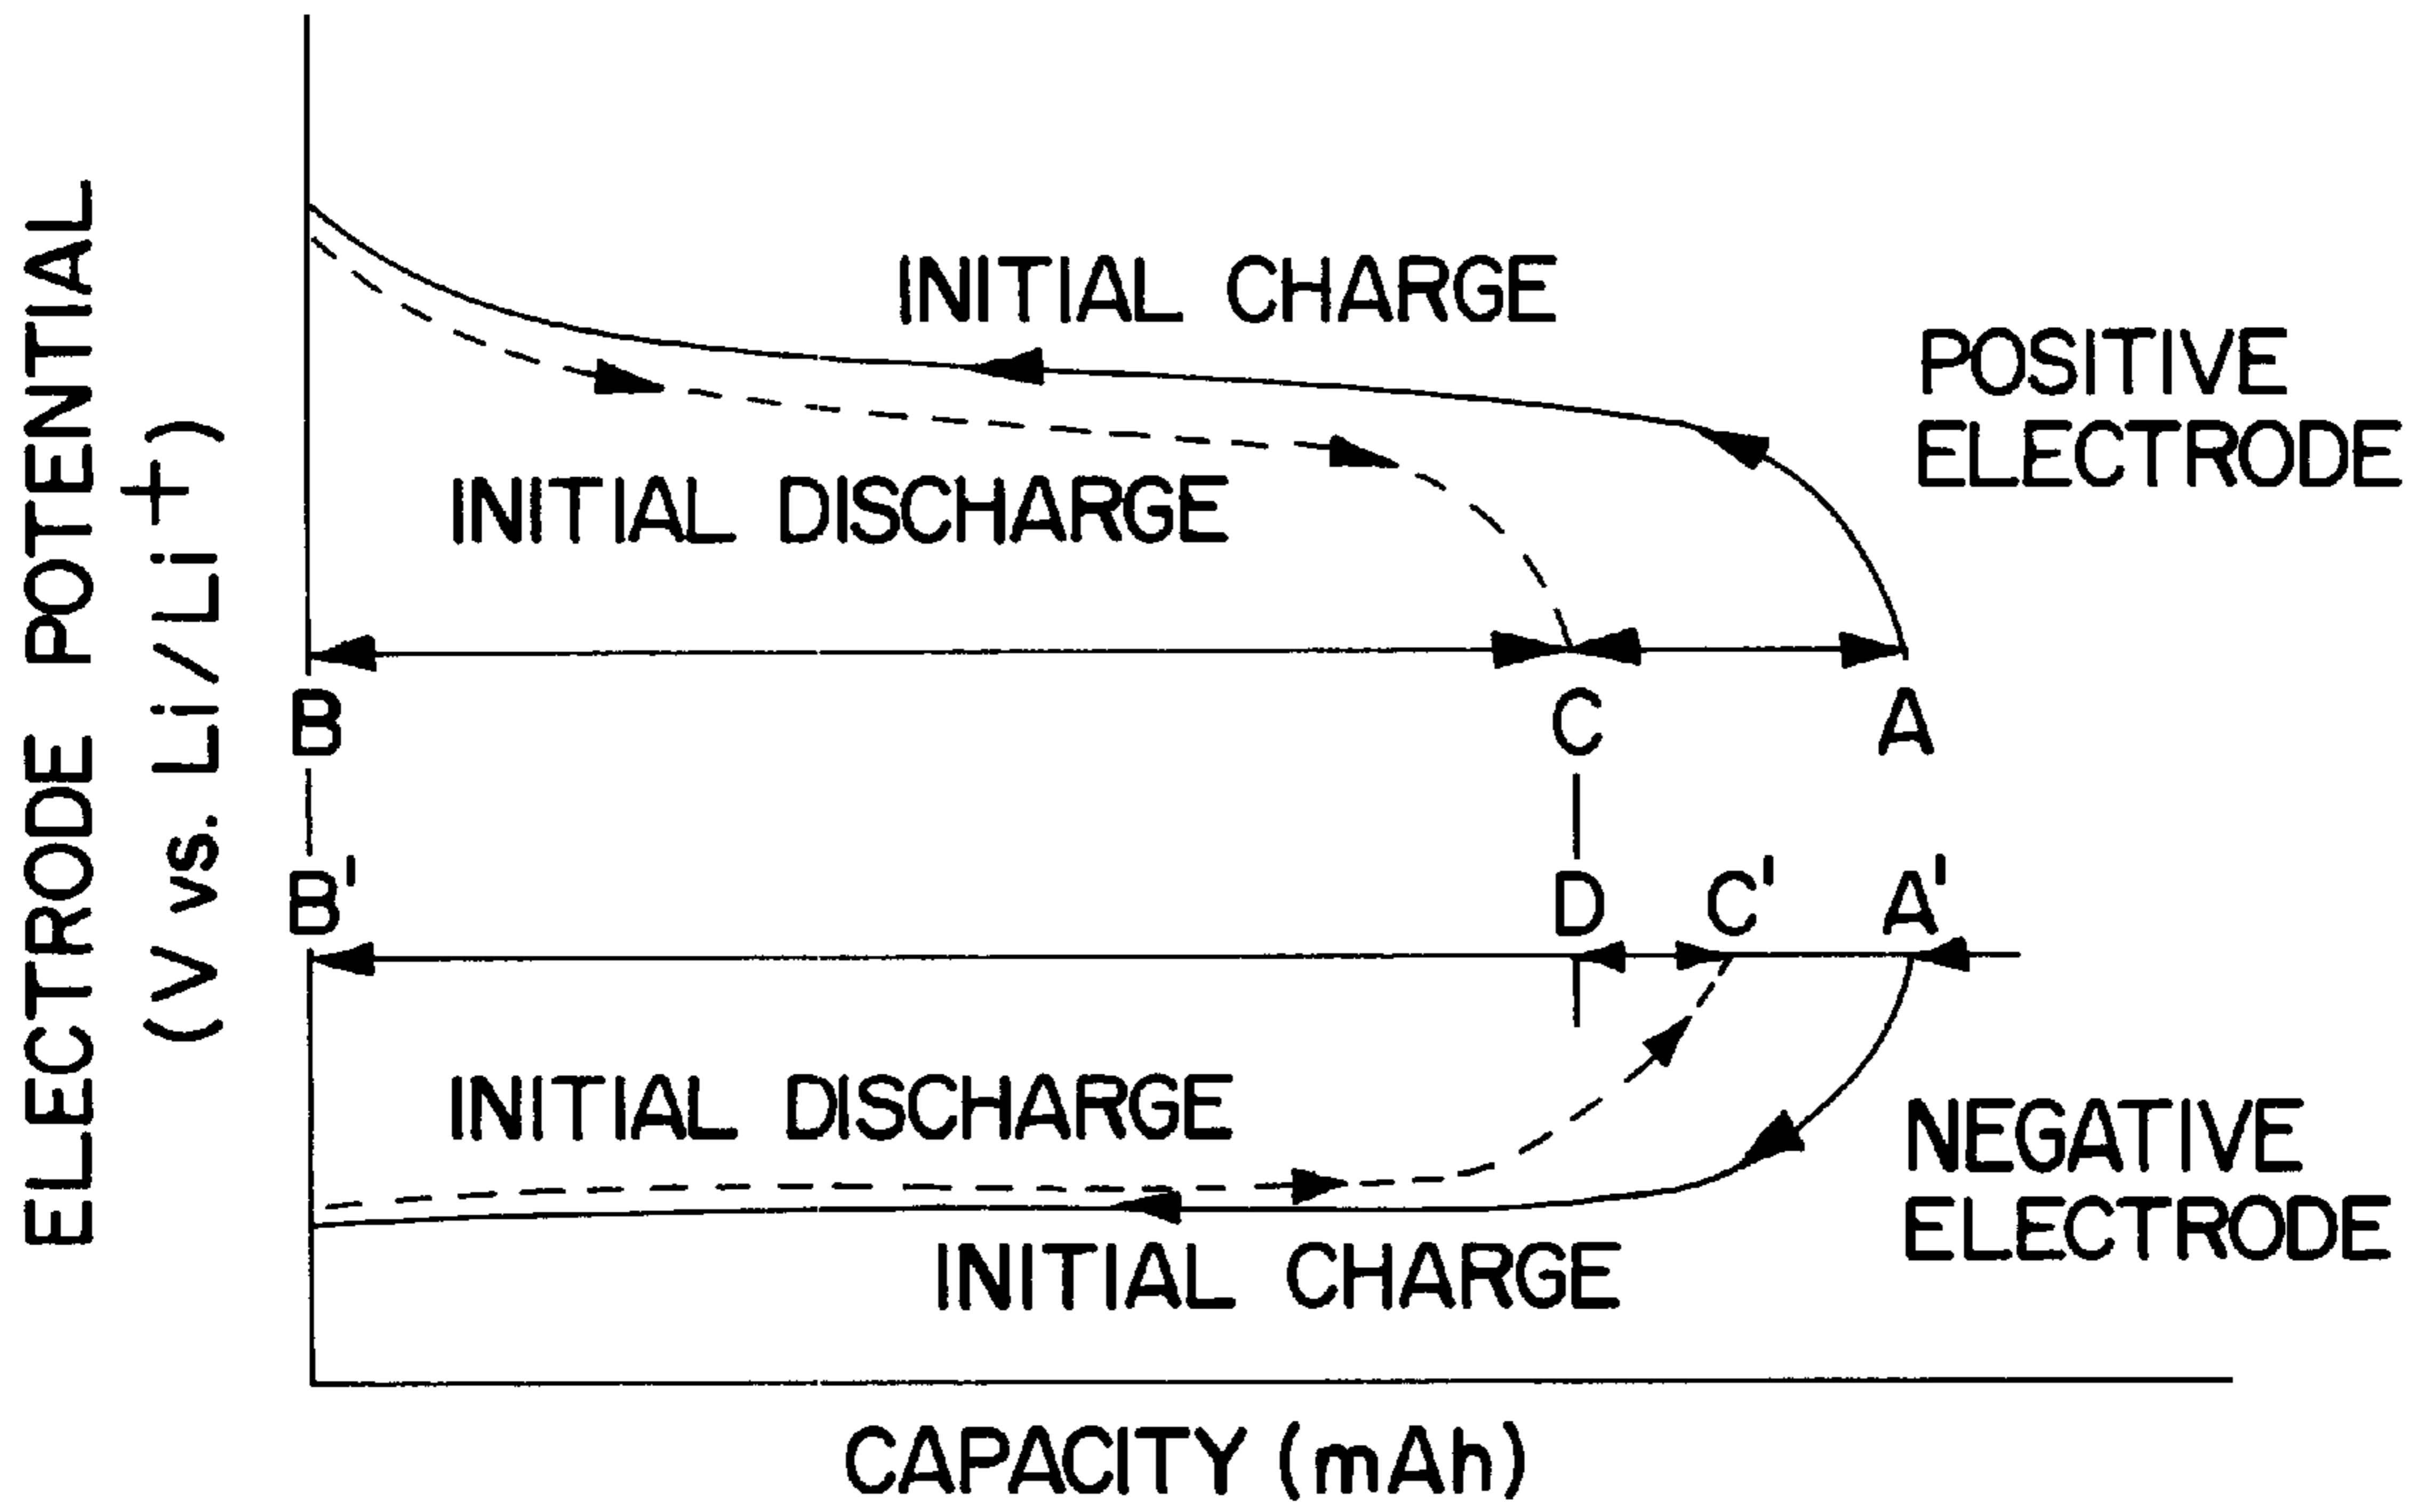 ELECTRODE POTENTIAL
(V vs. Li/Li+)
INITIAL CHARGE
POSITIVE
ELECTRODE
INITIAL DISCHARGE
B
C
A
B'
D
C'
A'
INITIAL DISCHARGE
NEGATIVE
ELECTRODE
INITIAL CHARGE
CAPACITY (mAh)